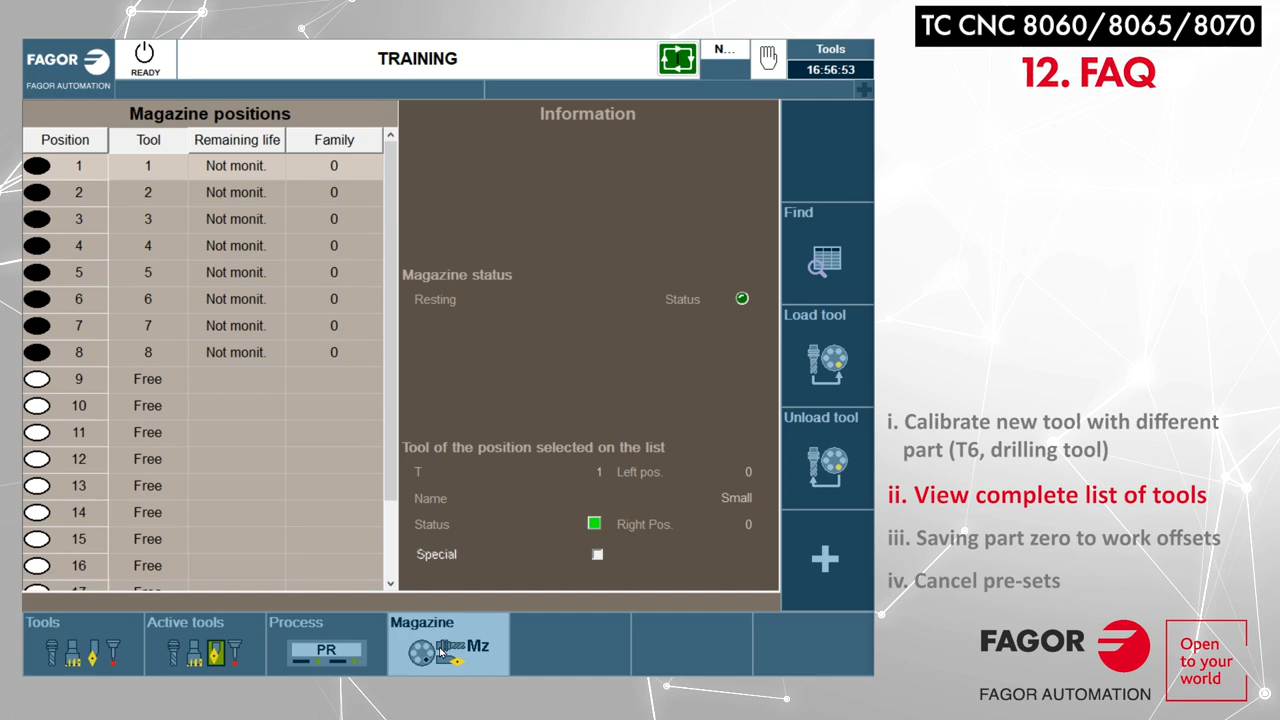 TC CNC 8060/8065/8070
12. FAQ
FAGOR
FAGOR AUTOMATION
READY
TRAINING
N...
Tools
16:56:53
Magazine positions
Position Tool Remaining life Family
1 1 Not monit. 0
2 2 Not monit. 0
3 3 Not monit. 0
4 4 Not monit. 0
5 5 Not monit. 0
6 6 Not monit. 0
7 7 Not monit. 0
8 8 Not monit. 0
9 Free
10 Free
11 Free
12 Free
13 Free
14 Free
15 Free
16 Free
17 Free
Information
Magazine status
Resting Status
Tool of the position selected on the list
T 1 Left pos. 0
Name Small
Status Right Pos. 0
Special
Find
Load tool
Unload tool
Tools
Active tools
Process
PR
Magazine
Mz
i. Calibrate new tool with different
part (T6, drilling tool)
ii. View complete list of tools
iii. Saving part zero to work offsets
iv. Cancel pre-sets
FAGOR
FAGOR AUTOMATION
Open
to your
world